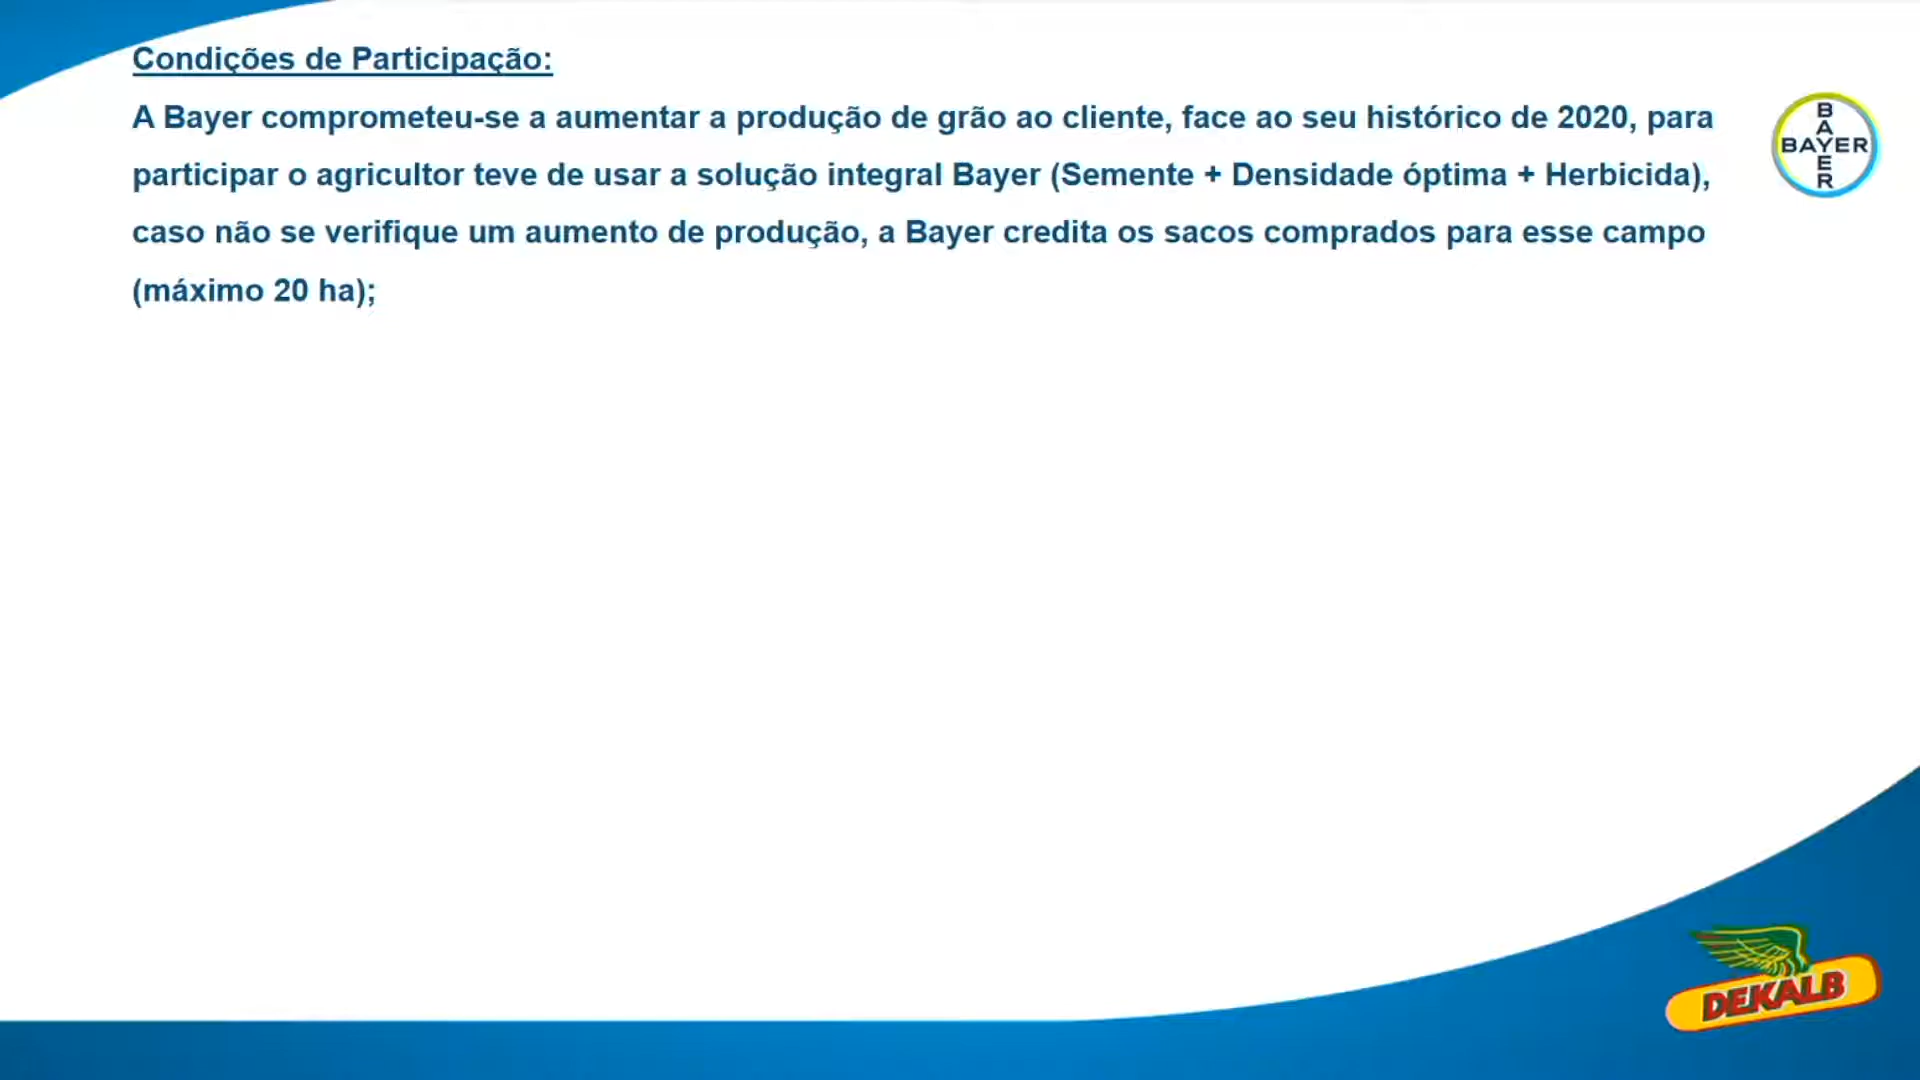 Condições de Participação:
A Bayer comprometeu-se a aumentar a produção de grão ao cliente, face ao seu histórico de 2020, para
participar o agricultor teve de usar a solução integral Bayer (Semente + Densidade óptima + Herbicida),
caso não se verifique um aumento de produção, a Bayer credita os sacos comprados para esse campo
(máximo 20 ha);
BAYER
BAYER
DEKALB